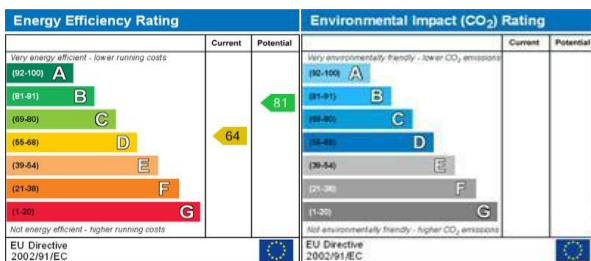 Energy Efficiency Rating
Current Potential
Very energy efficient - lower running costs
(92-100) A
(81-91) B
81
(69-80) C
(55-68) D
64
(39-54) E
(21-38) F
(1-20) G
Not energy efficient - higher running costs
EU Directive
2002/91/EC
Environmental Impact (CO₂) Rating
Current Potential
Very environmentally friendly - lower CO₂ emissions
(92-100) A
(81-91) B
(69-80) C
(55-68) D
(39-54) E
(21-38) F
(1-20) G
Not environmentally friendly - higher CO₂ emissions
EU Directive
2002/91/EC